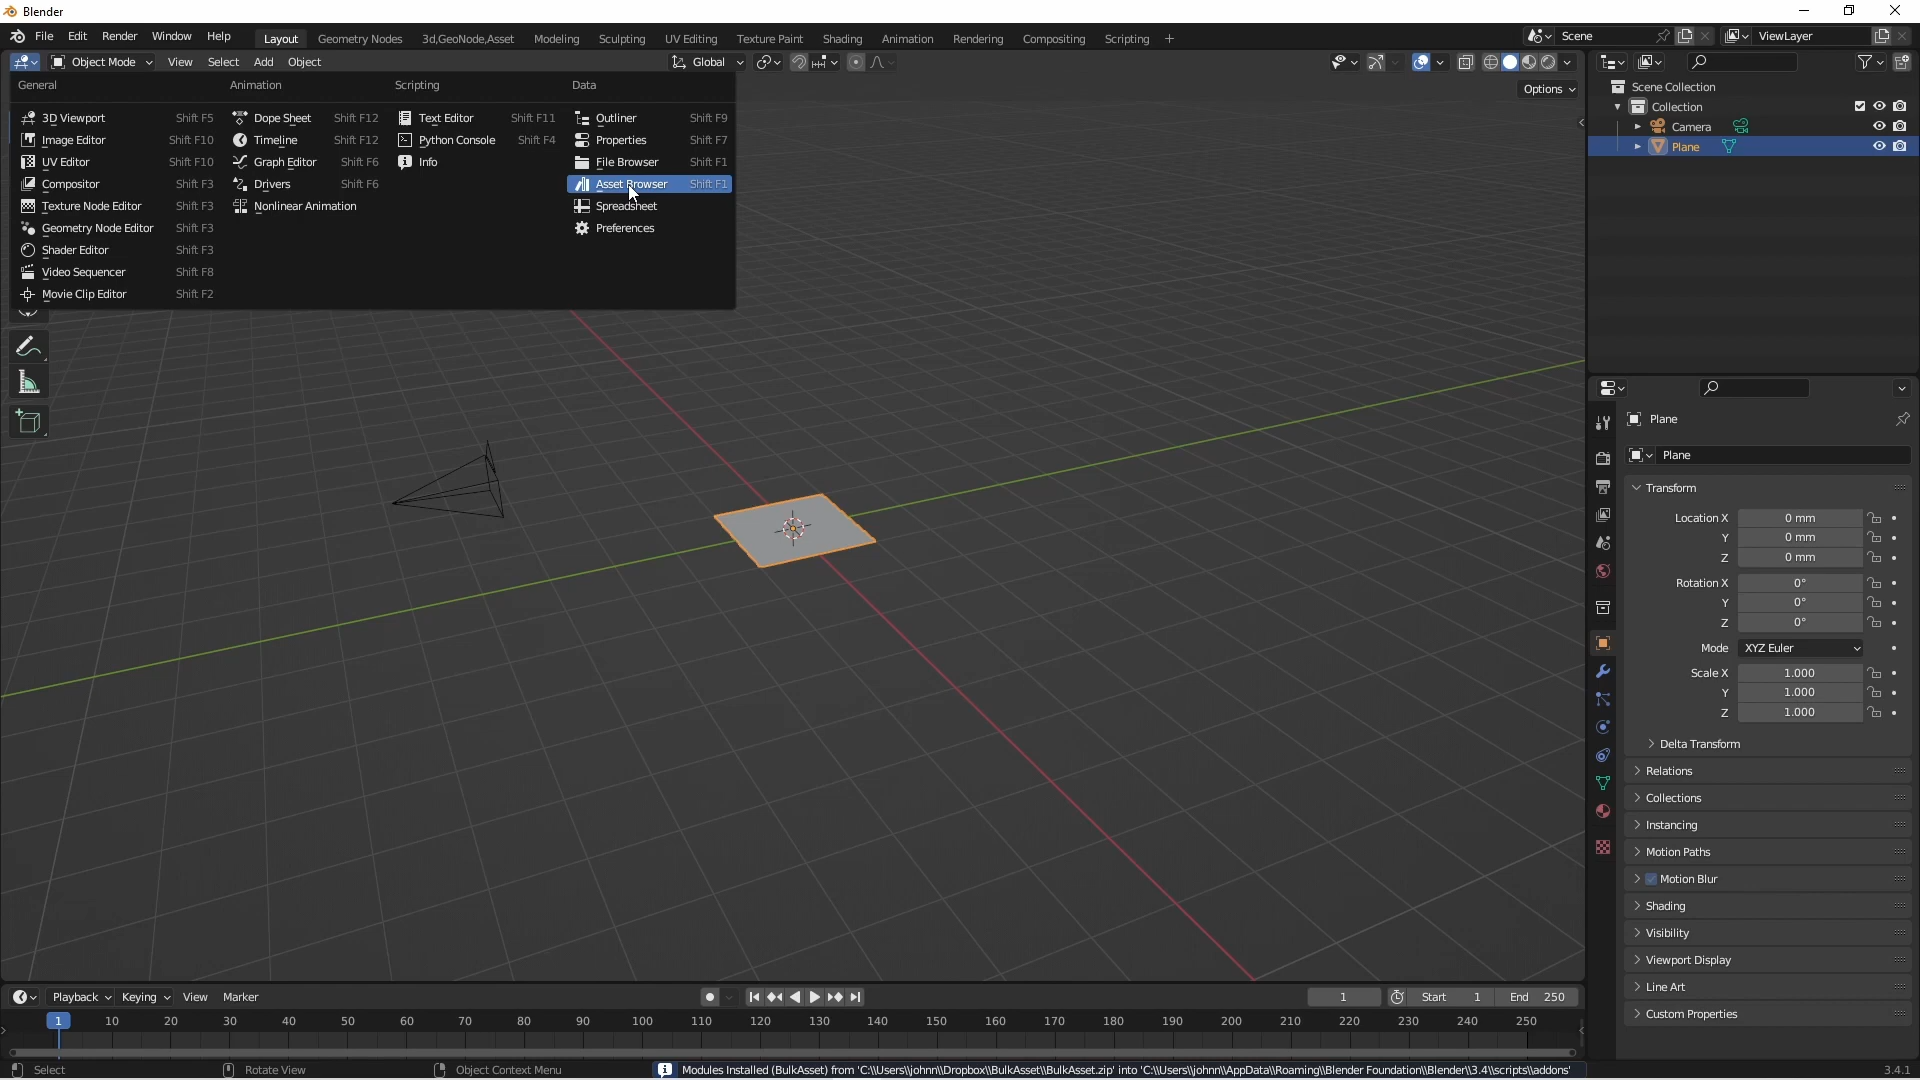 Blender
File Edit Render Window Help Layout Geometry Nodes 3d,GeoNode,Asset Modeling Sculpting UV Editing Texture Paint Shading Animation Rendering Compositing Scripting + Scene ViewLayer
Object Mode View Select Add Object Global
Options
General Animation Scripting Data
3D Viewport Shift F5 Dope Sheet Shift F12 Text Editor Shift F11 Outliner Shift F9
Image Editor Shift F10 Timeline Shift F12 Python Console Shift F4 Properties Shift F7
UV Editor Shift F10 Graph Editor Shift F6 Info File Browser Shift F1
Compositor Shift F3 Drivers Shift F6 Asset Browser Shift F1
Texture Node Editor Shift F3 Nonlinear Animation Spreadsheet
Geometry Node Editor Shift F3 Preferences
Shader Editor Shift F3
Video Sequencer Shift F8
Movie Clip Editor Shift F2
Scene Collection
Collection
Camera
Plane
Plane
Plane
Transform
Location X 0 mm
Y 0 mm
Z 0 mm
Rotation X 0°
Y 0°
Z 0°
Mode XYZ Euler
Scale X 1.000
Y 1.000
Z 1.000
Delta Transform
Relations
Collections
Instancing
Motion Paths
Motion Blur
Shading
Visibility
Viewport Display
Line Art
Custom Properties
Playback Keying View Marker 1 Start 1 End 250
1 10 20 30 40 50 60 70 80 90 100 110 120 130 140 150 160 170 180 190 200 210 220 230 240 250
Select Rotate View Object Context Menu Modules Installed (BulkAsset) from 'C:\\Users\\johnn\\Dropbox\\BulkAsset\\BulkAsset.zip' into 'C:\\Users\\johnn\\AppData\\Roaming\\Blender Foundation\\Blender\\3.4\\scripts\\addons' 3.4.1